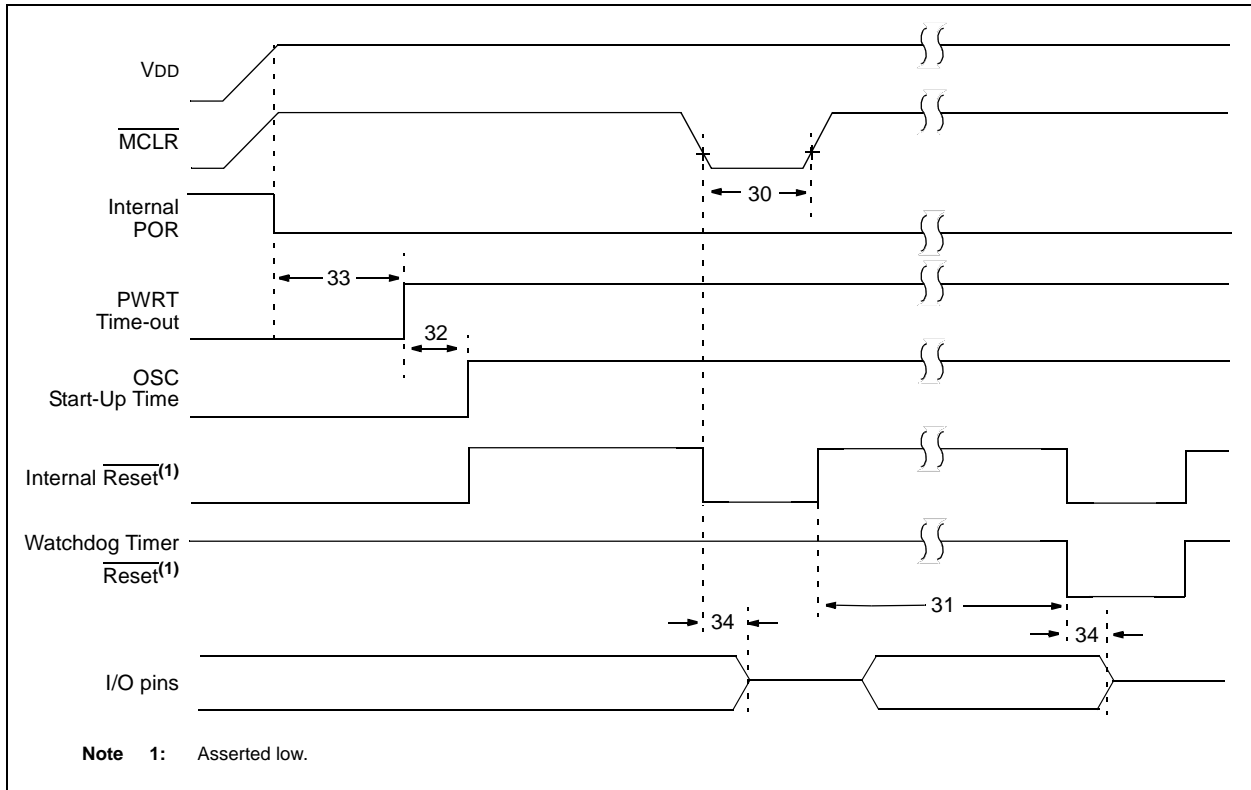 VDD
MCLR
30
Internal
POR
33
PWRT
Time-out
32
OSC
Start-Up Time
Internal Reset(1)
Watchdog Timer
Reset(1)
31
34
34
I/O pins
Note 1: Asserted low.